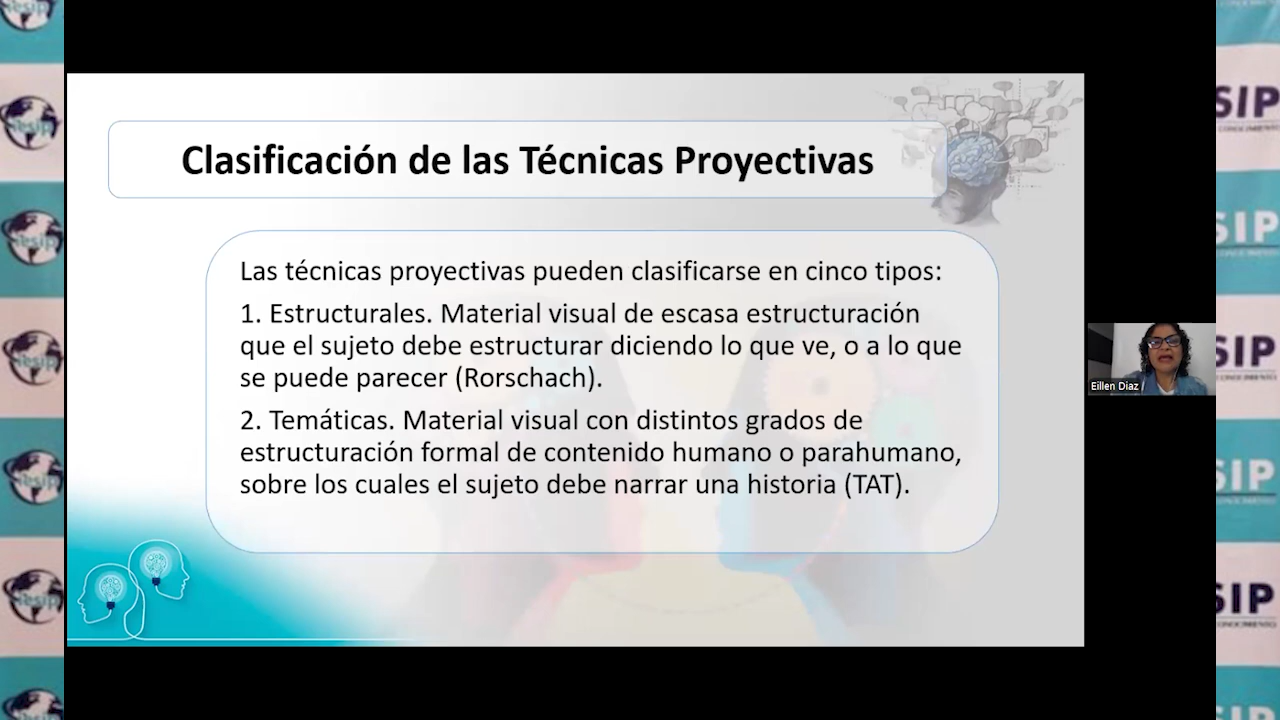 Clasificación de las Técnicas Proyectivas
Las técnicas proyectivas pueden clasificarse en cinco tipos:
1. Estructurales. Material visual de escasa estructuración
que el sujeto debe estructurar diciendo lo que ve, o a lo que
se puede parecer (Rorschach).
2. Temáticas. Material visual con distintos grados de
estructuración formal de contenido humano o parahumano,
sobre los cuales el sujeto debe narrar una historia (TAT).
Eillen Diaz
SIP
SIP
SIP
SIP
SIP